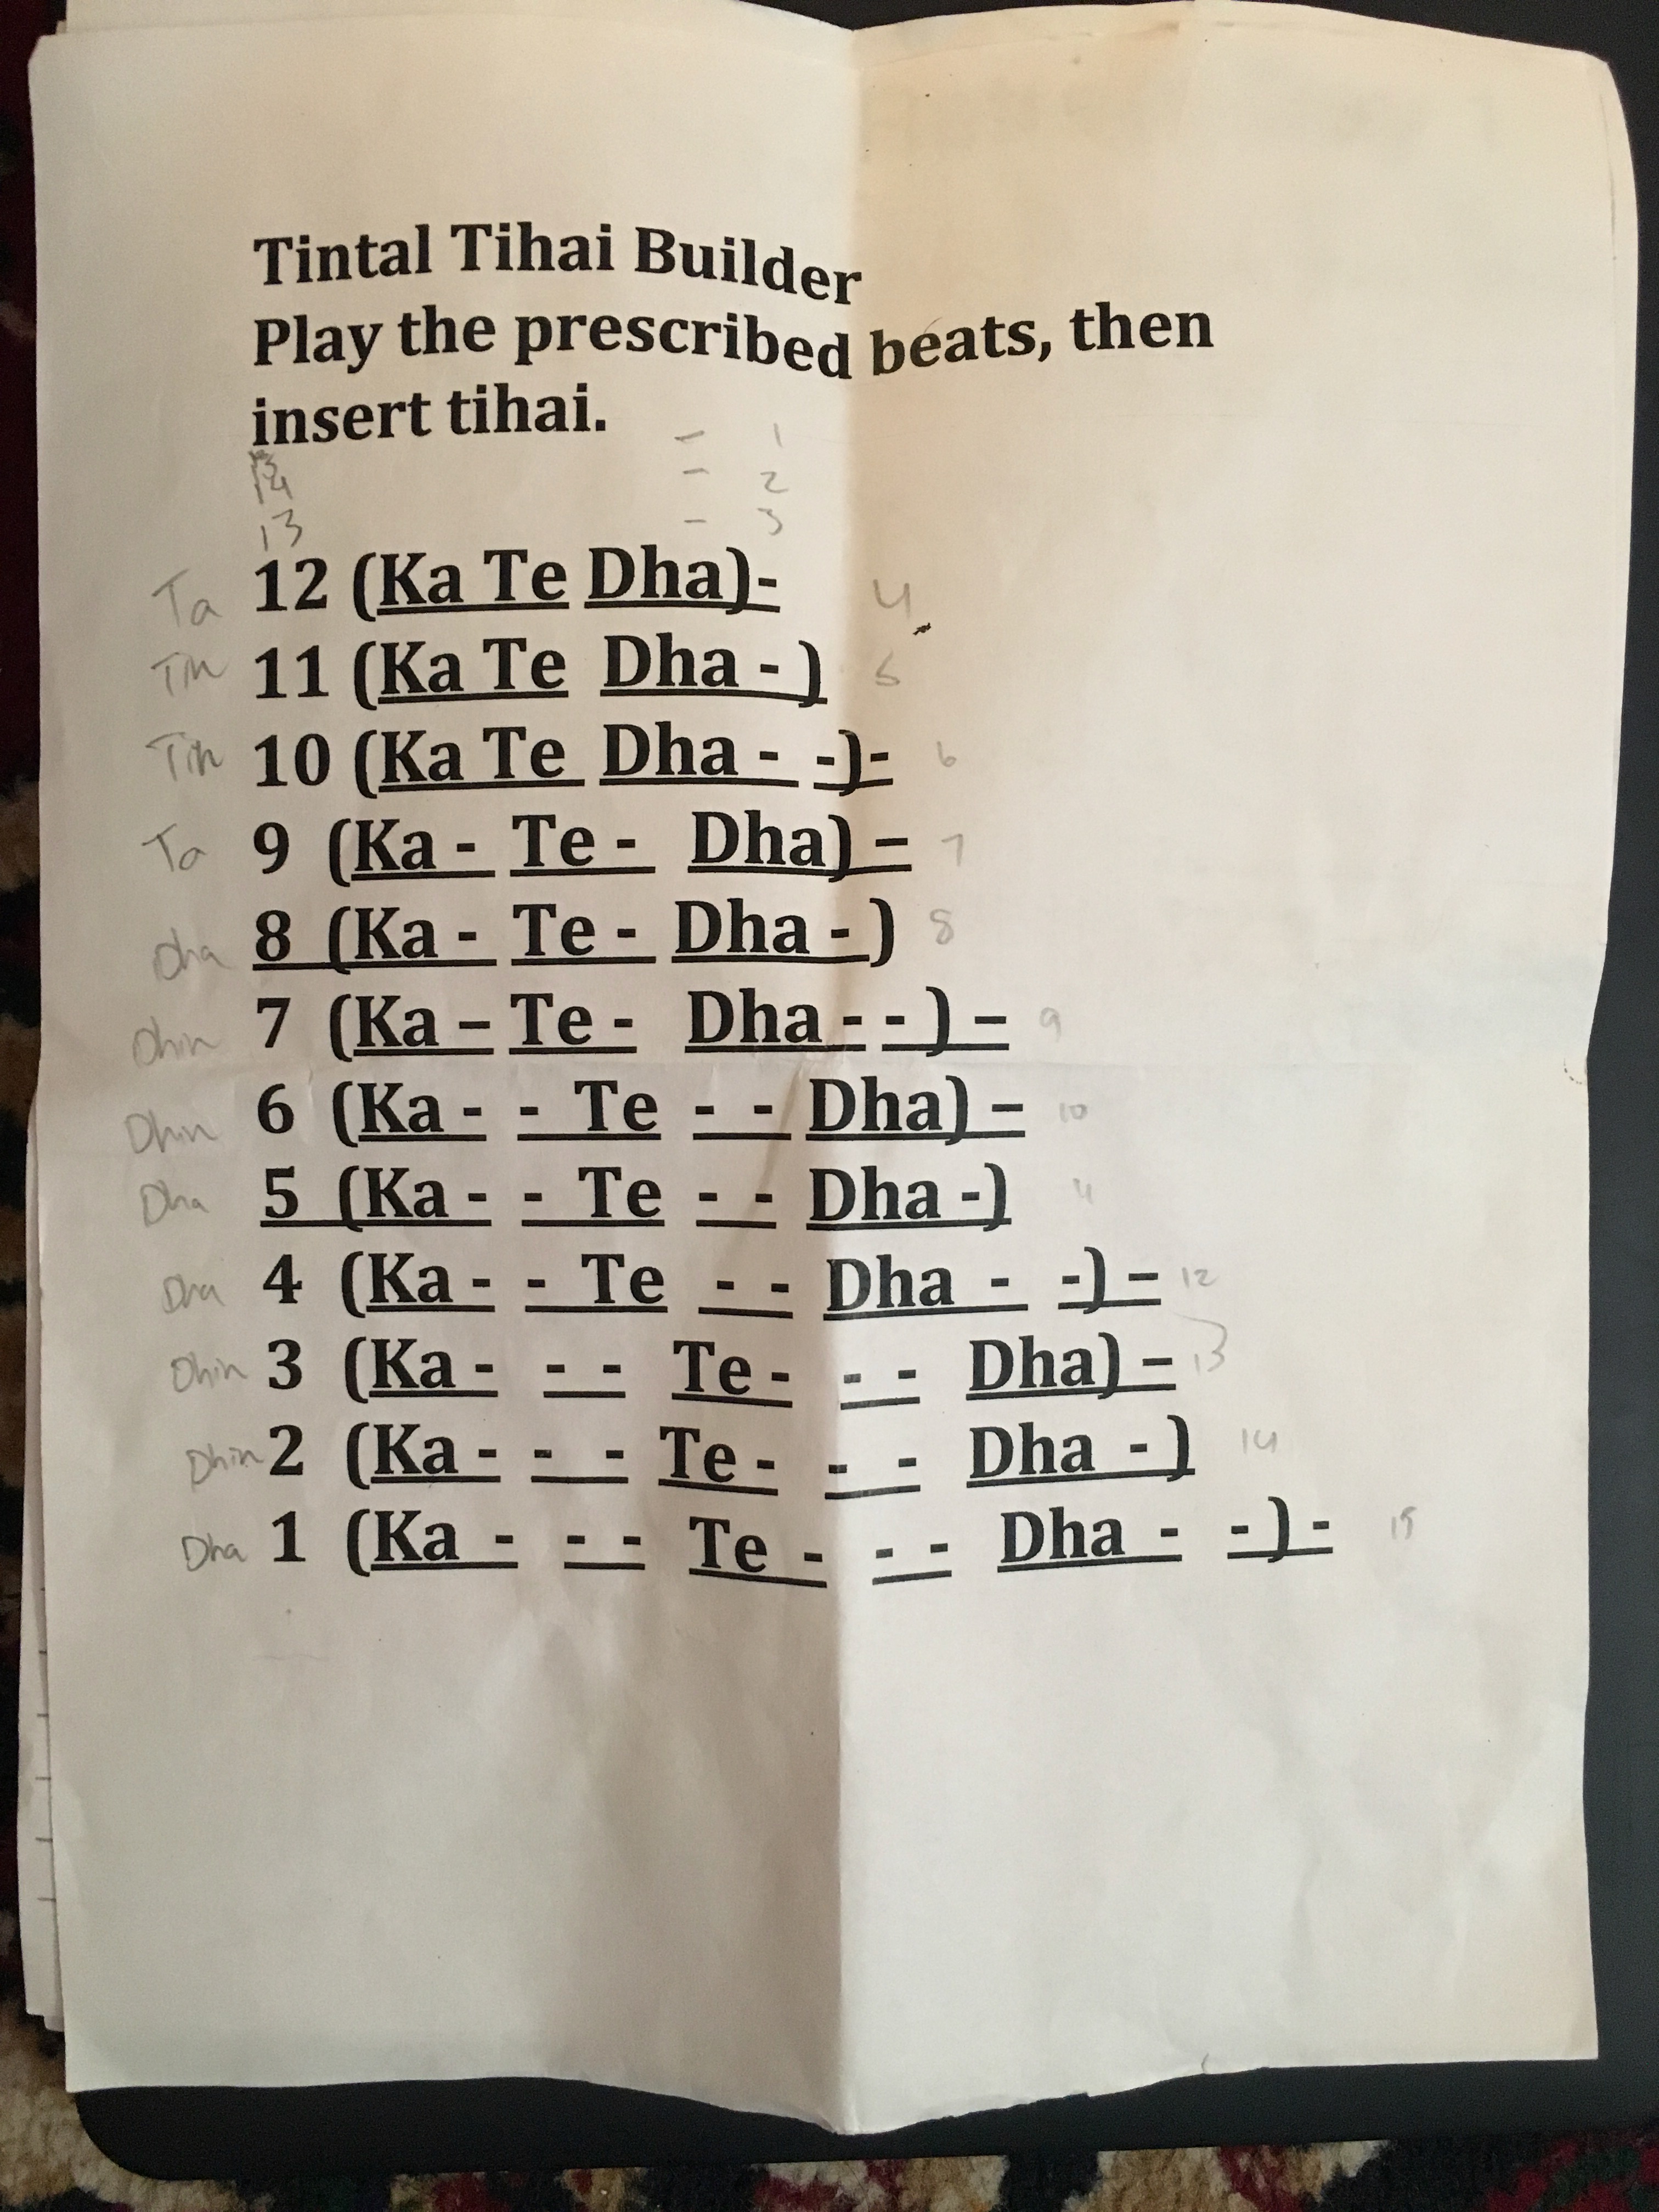 Tintal Tihai Builder
Play the prescribed beats, then
insert tihai.
- 1
14 - 2
13 - 3
Ta 12 (Ka Te Dha)- 4
Tin 11 (Ka Te Dha - ) 5
Tin 10 (Ka Te Dha - -)- 6
Ta 9 (Ka - Te - Dha) – 7
Dha 8 (Ka - Te - Dha - ) 8
Dhin 7 (Ka – Te - Dha - - ) – 9
Dhin 6 (Ka - - Te - - Dha) – 10
Dha 5 (Ka - - Te - - Dha -) 11
Dha 4 (Ka - - Te - - Dha - -) – 12
Dhin 3 (Ka - - - Te - - - Dha) – 13
Dhin 2 (Ka - - - Te - - - Dha - ) 14
Dha 1 (Ka - - - Te - - - Dha - -) - 15